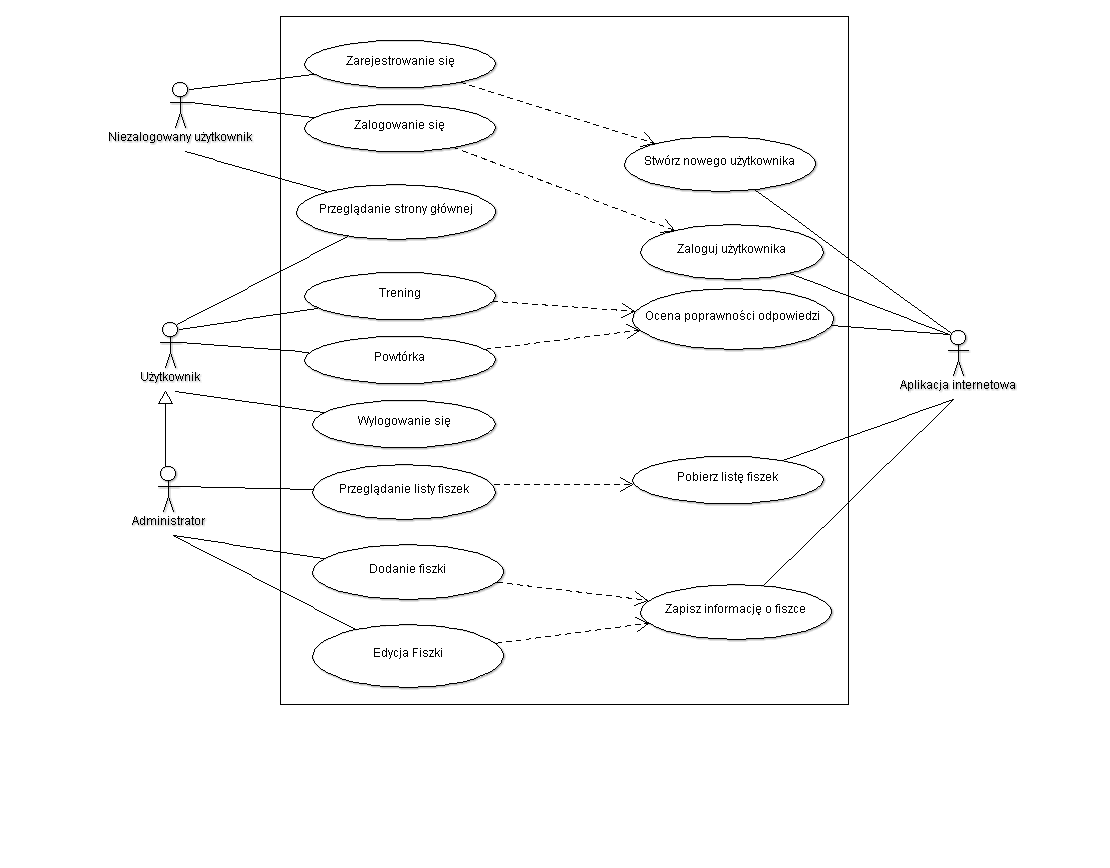 Zarejestrowanie się
Niezalogowany użytkownik
Zalogowanie się
Stwórz nowego użytkownika
Przeglądanie strony głównej
Zaloguj użytkownika
Trening
Ocena poprawności odpowiedzi
Użytkownik
Powtórka
Aplikacja internetowa
Wylogowanie się
Przeglądanie listy fiszek
Pobierz listę fiszek
Administrator
Dodanie fiszki
Zapisz informację o fiszce
Edycja Fiszki